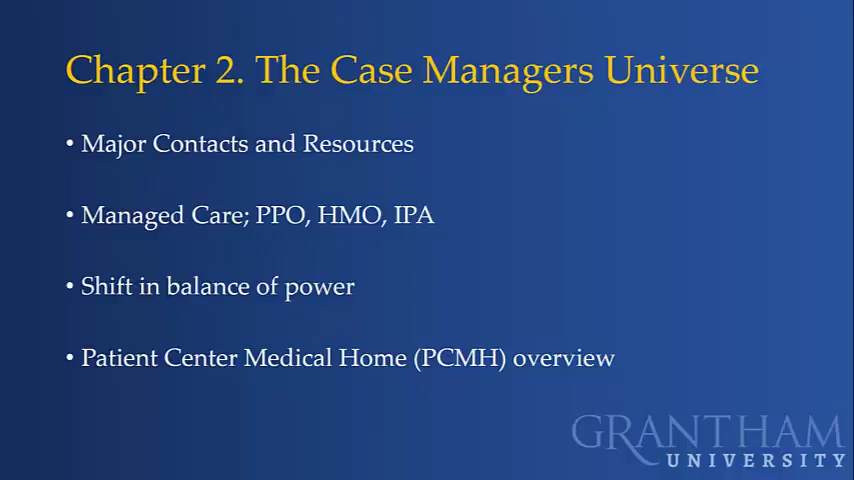 Chapter 2. The Case Managers Universe
• Major Contacts and Resources
• Managed Care; PPO, HMO, IPA
• Shift in balance of power
• Patient Center Medical Home (PCMH) overview
GRANTHAM
UNIVERSITY